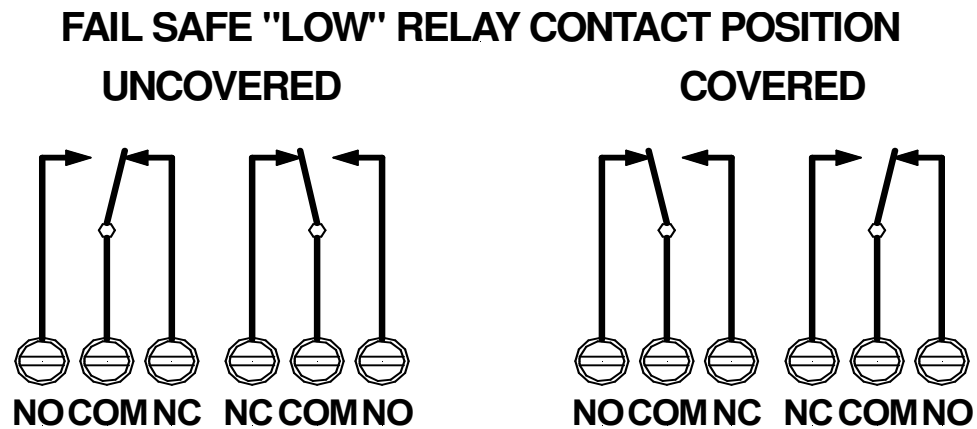 FAIL SAFE "LOW" RELAY CONTACT POSITION
UNCOVERED COVERED
NO COM NC NC COM NO NO COM NC NC COM NO